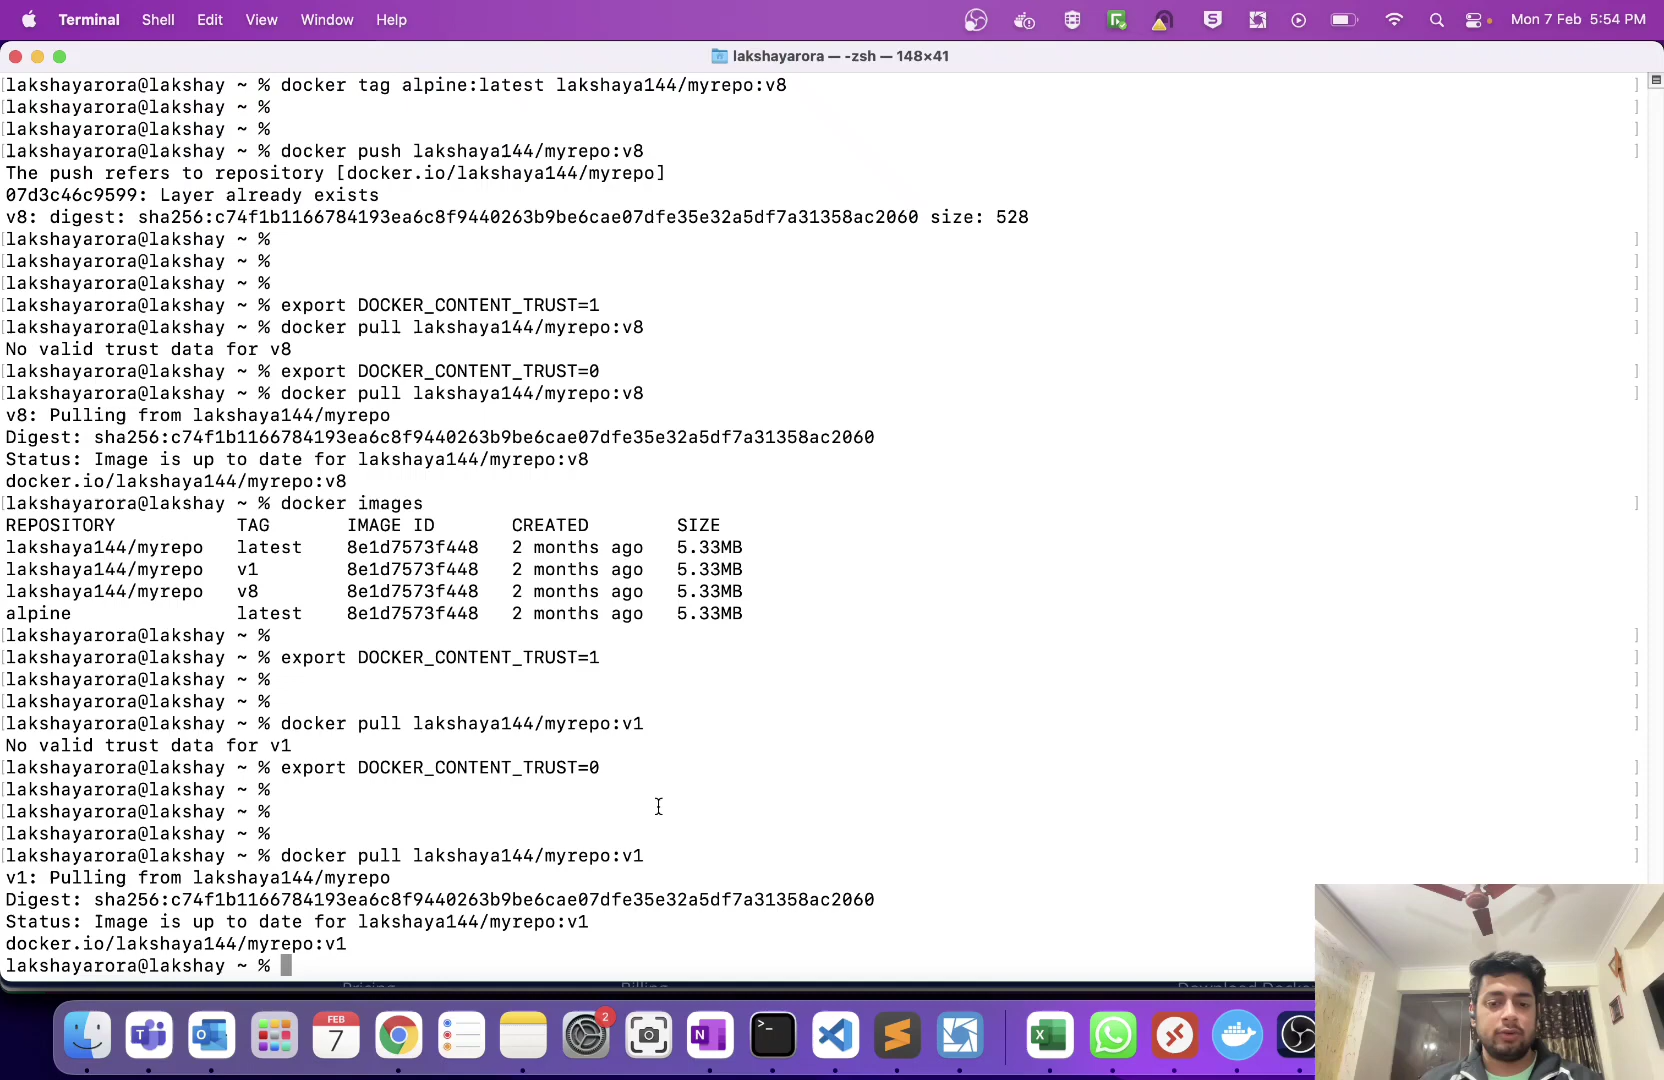 Terminal Shell Edit View Window Help Mon 7 Feb 5:54 PM
lakshayarora — -zsh — 148×41
lakshayarora@lakshay ~ % docker tag alpine:latest lakshaya144/myrepo:v8
lakshayarora@lakshay ~ %
lakshayarora@lakshay ~ %
lakshayarora@lakshay ~ % docker push lakshaya144/myrepo:v8
The push refers to repository [docker.io/lakshaya144/myrepo]
07d3c46c9599: Layer already exists
v8: digest: sha256:c74f1b1166784193ea6c8f9440263b9be6cae07dfe35e32a5df7a31358ac2060 size: 528
lakshayarora@lakshay ~ %
lakshayarora@lakshay ~ %
lakshayarora@lakshay ~ %
lakshayarora@lakshay ~ % export DOCKER_CONTENT_TRUST=1
lakshayarora@lakshay ~ % docker pull lakshaya144/myrepo:v8
No valid trust data for v8
lakshayarora@lakshay ~ % export DOCKER_CONTENT_TRUST=0
lakshayarora@lakshay ~ % docker pull lakshaya144/myrepo:v8
v8: Pulling from lakshaya144/myrepo
Digest: sha256:c74f1b1166784193ea6c8f9440263b9be6cae07dfe35e32a5df7a31358ac2060
Status: Image is up to date for lakshaya144/myrepo:v8
docker.io/lakshaya144/myrepo:v8
lakshayarora@lakshay ~ % docker images
REPOSITORY TAG IMAGE ID CREATED SIZE
lakshaya144/myrepo latest 8e1d7573f448 2 months ago 5.33MB
lakshaya144/myrepo v1 8e1d7573f448 2 months ago 5.33MB
lakshaya144/myrepo v8 8e1d7573f448 2 months ago 5.33MB
alpine latest 8e1d7573f448 2 months ago 5.33MB
lakshayarora@lakshay ~ %
lakshayarora@lakshay ~ % export DOCKER_CONTENT_TRUST=1
lakshayarora@lakshay ~ %
lakshayarora@lakshay ~ %
lakshayarora@lakshay ~ % docker pull lakshaya144/myrepo:v1
No valid trust data for v1
lakshayarora@lakshay ~ % export DOCKER_CONTENT_TRUST=0
lakshayarora@lakshay ~ %
lakshayarora@lakshay ~ %
lakshayarora@lakshay ~ %
lakshayarora@lakshay ~ % docker pull lakshaya144/myrepo:v1
v1: Pulling from lakshaya144/myrepo
Digest: sha256:c74f1b1166784193ea6c8f9440263b9be6cae07dfe35e32a5df7a31358ac2060
Status: Image is up to date for lakshaya144/myrepo:v1
docker.io/lakshaya144/myrepo:v1
lakshayarora@lakshay ~ %
FEB
7
2